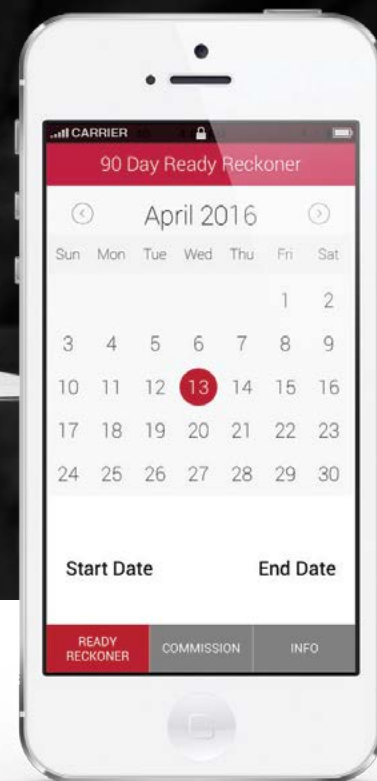 CARRIER
90 Day Ready Reckoner
April 2016
Sun Mon Tue Wed Thu Fri Sat
1 2
3 4 5 6 7 8 9
10 11 12 13 14 15 16
17 18 19 20 21 22 23
24 25 26 27 28 29 30
Start Date End Date
READY RECKONER COMMISSION INFO